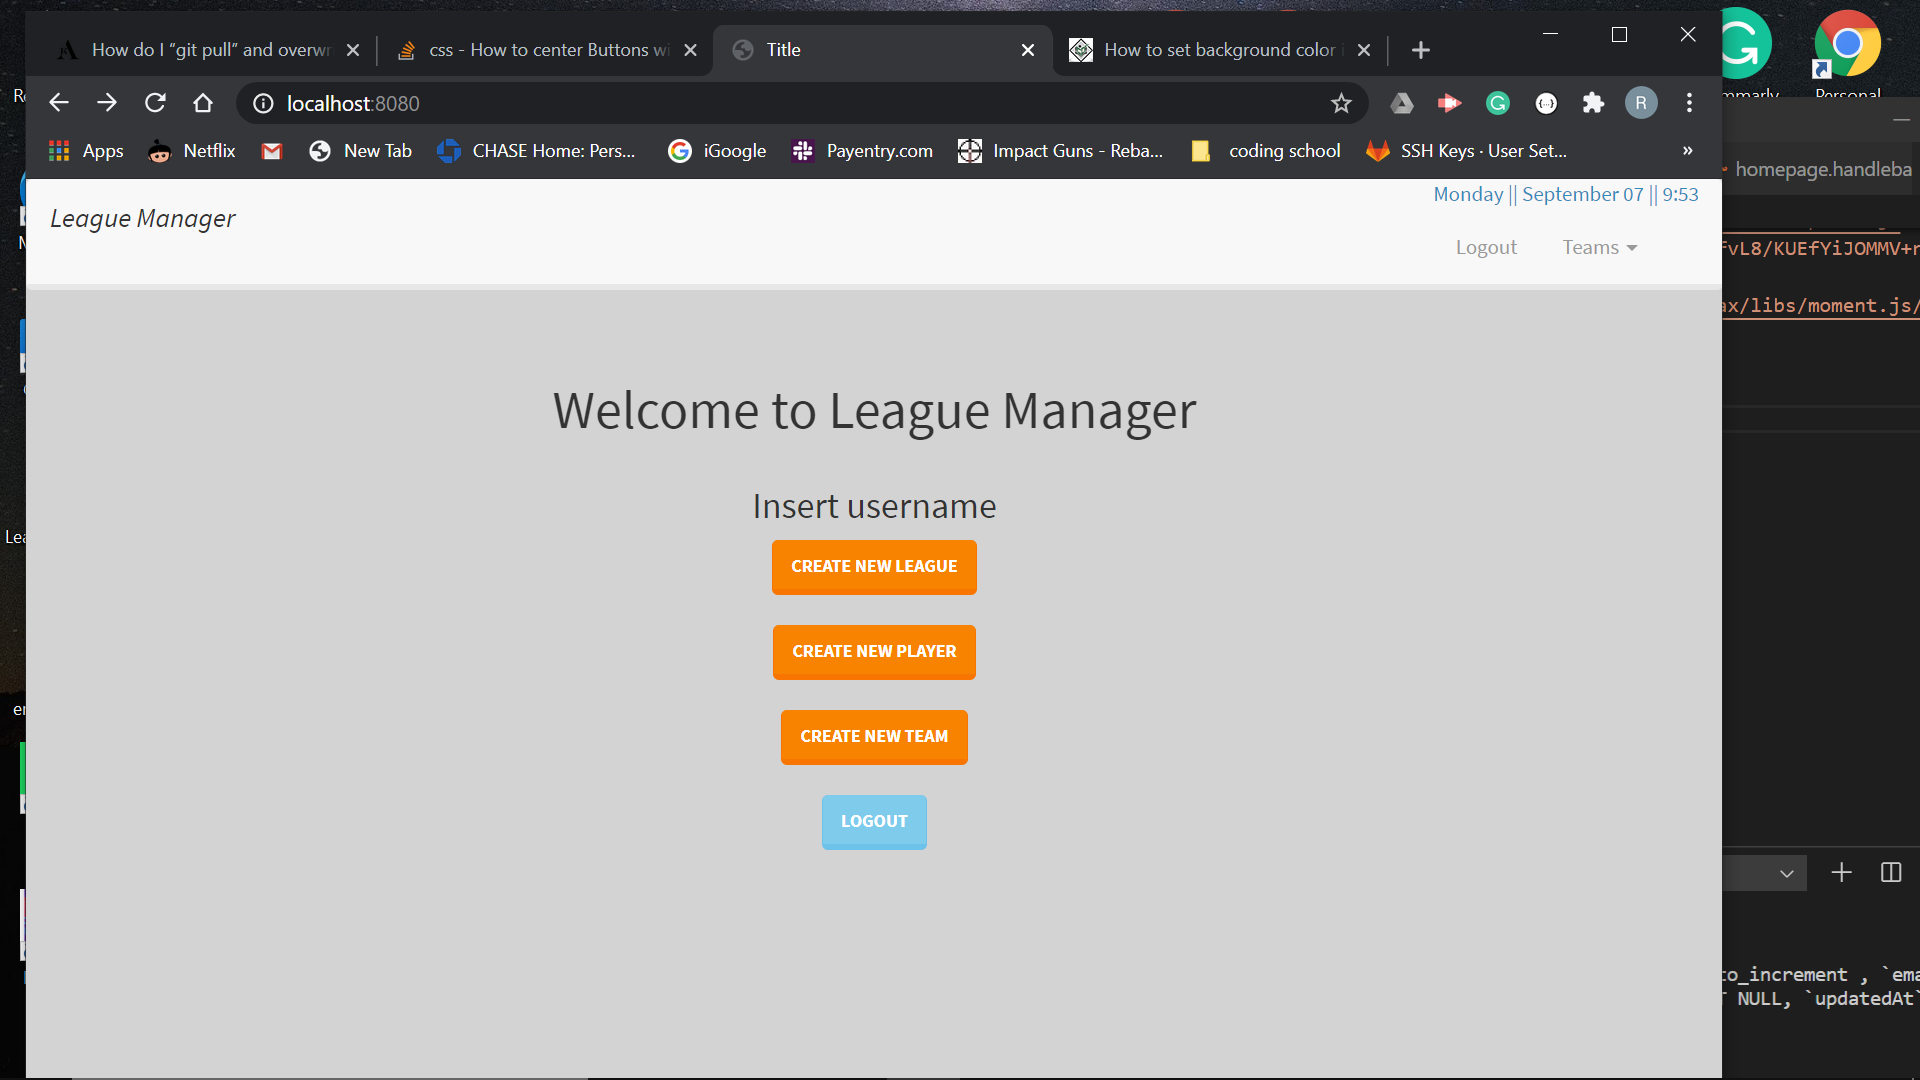 How do I “git pull” and overwr
css - How to center Buttons wi
Title
How to set background color i
localhost:8080
R
Apps
Netflix
New Tab
CHASE Home: Pers...
iGoogle
Payentry.com
Impact Guns - Reba...
coding school
SSH Keys · User Set...
»
Personal
homepage.handleba
League Manager
Monday || September 07 || 9:53
Logout
Teams
fvL8/KUEfYiJOMMV+r
ax/libs/moment.js/
Welcome to League Manager
Insert username
CREATE NEW LEAGUE
CREATE NEW PLAYER
CREATE NEW TEAM
LOGOUT
Lea
to_increment , `ema
NULL, `updatedAt`